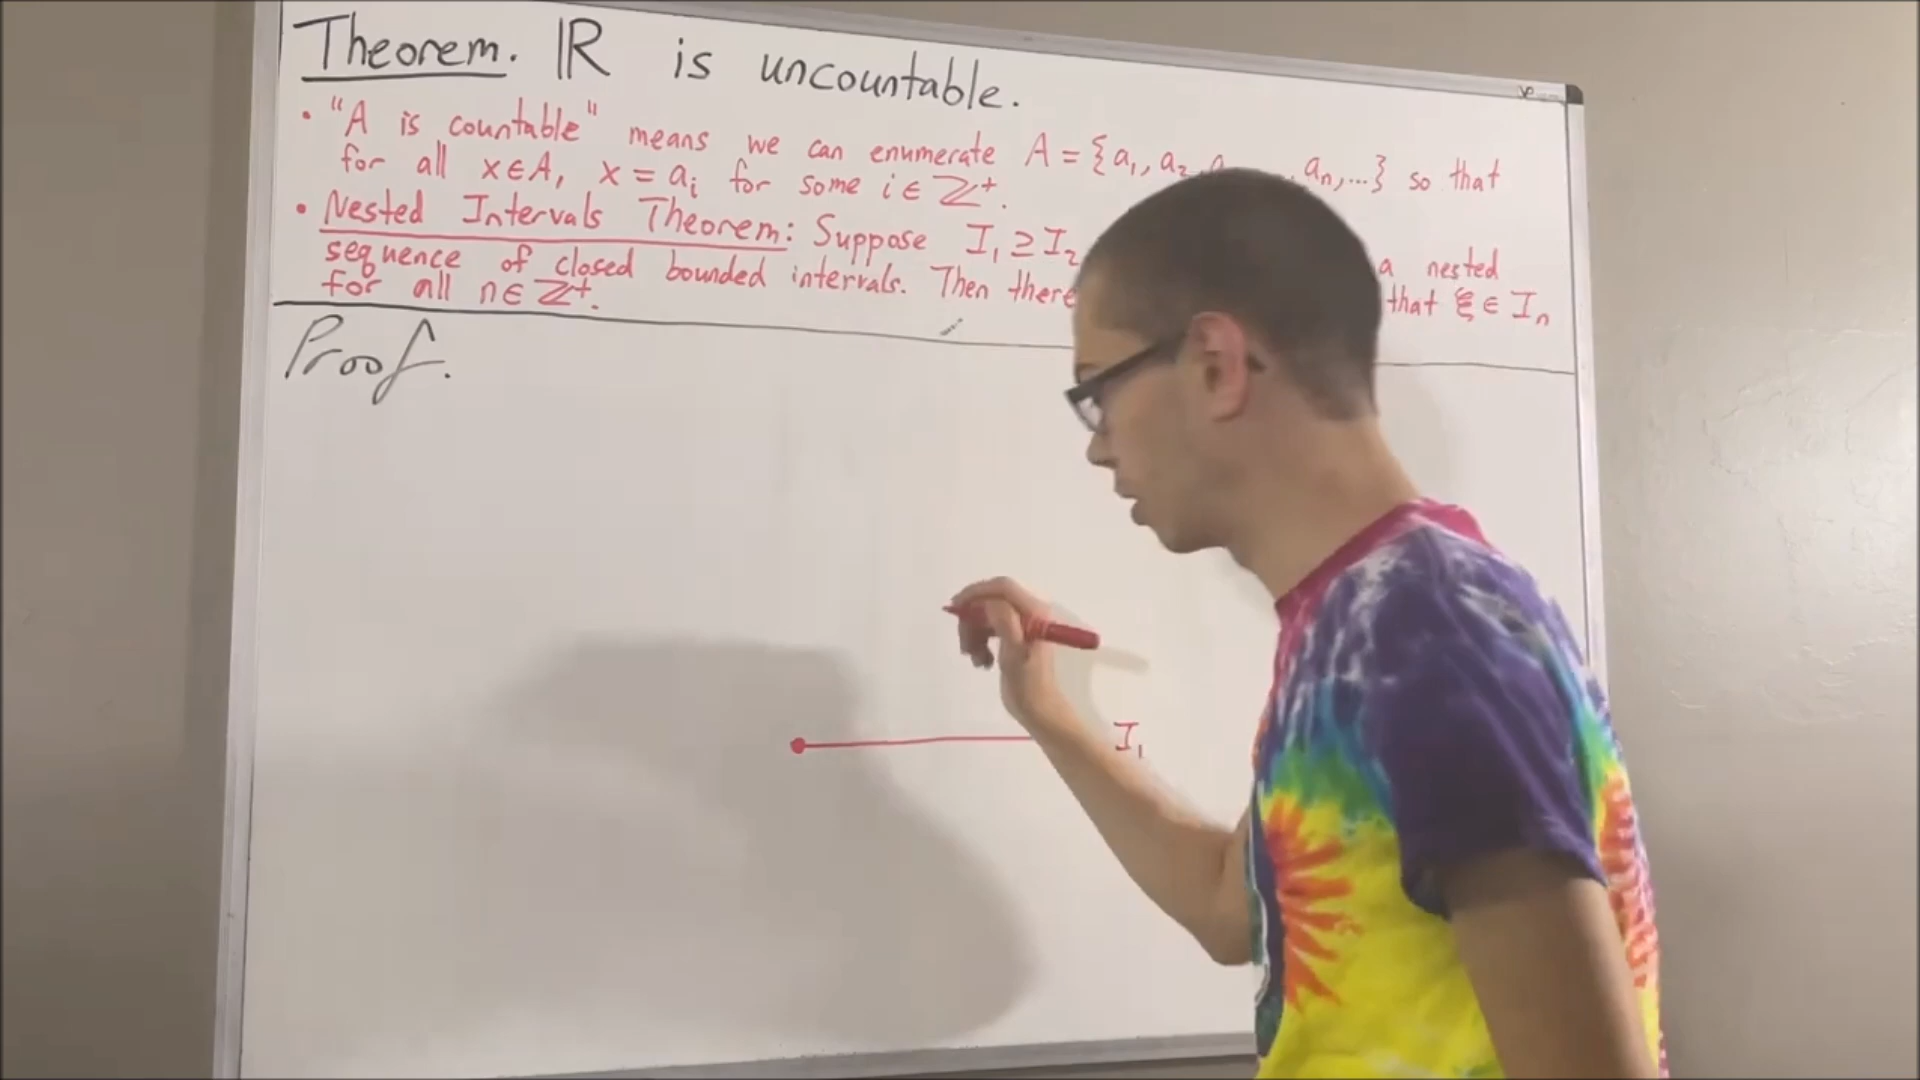 Theorem. ℝ is uncountable.
• "A is countable" means we can enumerate A = {a₁, a₂, aₙ,...} so that
for all x∈A, x = aᵢ for some i∈ℤ⁺.
• Nested Intervals Theorem: Suppose I₁ ⊇ I₂ a nested
sequence of closed bounded intervals. Then there that ξ ∈ Iₙ
for all n∈ℤ⁺.
Proof.
I₁